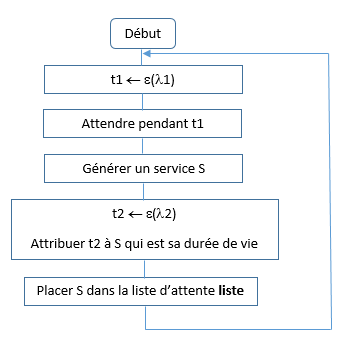 Début
t1 ← ε(λ1)
Attendre pendant t1
Générer un service S
t2 ← ε(λ2)
Attribuer t2 à S qui est sa durée de vie
Placer S dans la liste d'attente liste